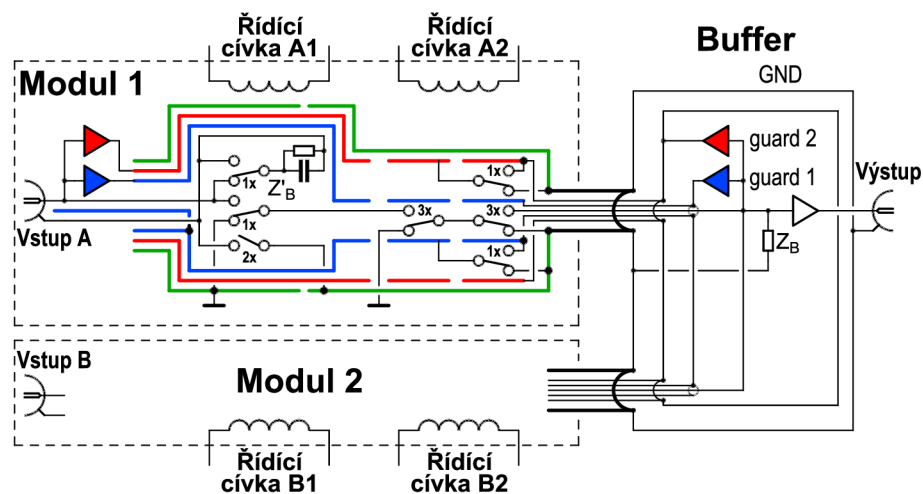 Řídící
cívka A1
Řídící
cívka A2
Buffer
GND
Modul 1
guard 2
guard 1
Výstup
Vstup A
1x
Z'B
1x
2x
3x
1x
3x
1x
ZB
Vstup B
Modul 2
Řídící
cívka B1
Řídící
cívka B2